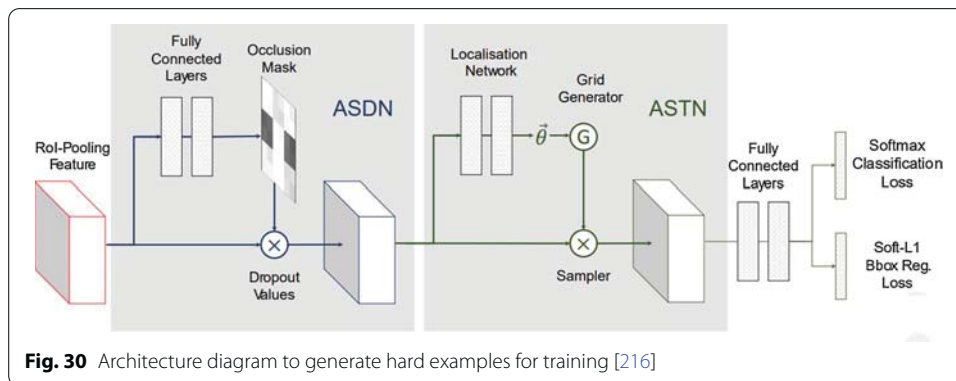 Fully
Connected
Layers
Occlusion
Mask
ASDN
RoI-Pooling
Feature
Dropout
Values
Localisation
Network
θ
Grid
Generator
G
ASTN
Sampler
Fully
Connected
Layers
Softmax
Classification
Loss
Soft-L1
Bbox Reg.
Loss
Fig. 30 Architecture diagram to generate hard examples for training [216]